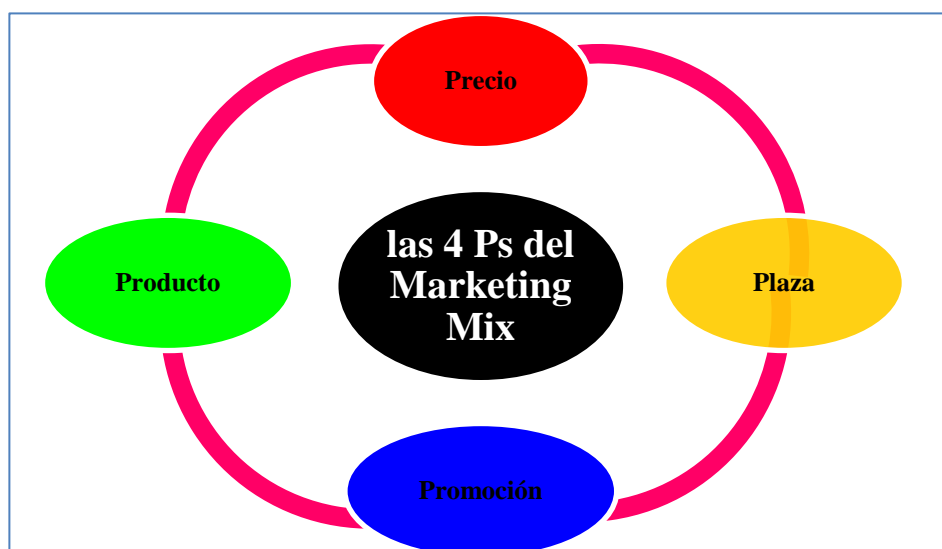 Precio
las 4 Ps del
Marketing
Mix
Producto
Plaza
Promoción